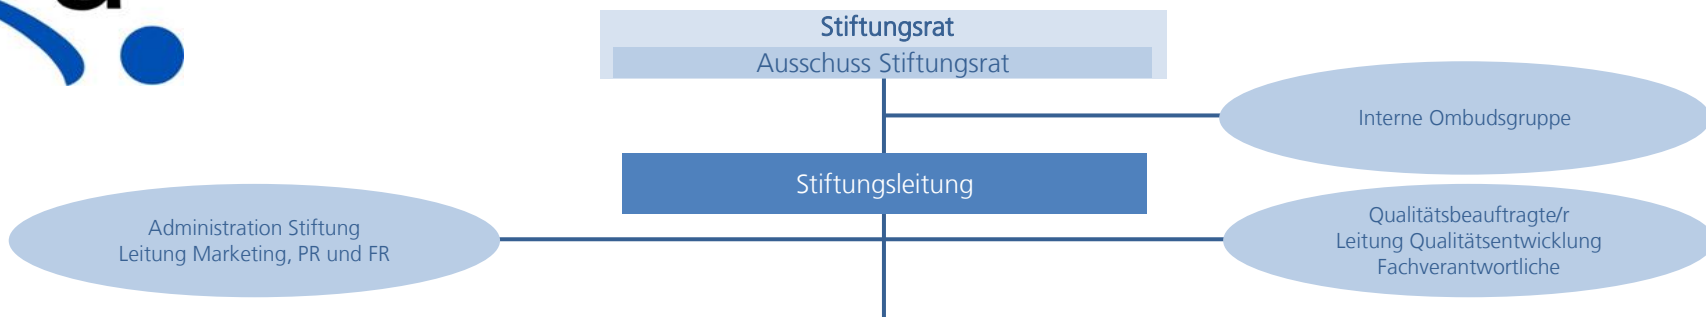 Stiftungsrat
Ausschuss Stiftungsrat
Interne Ombudsgruppe
Stiftungsleitung
Administration Stiftung
Leitung Marketing, PR und FR
Qualitätsbeauftragte/r
Leitung Qualitätsentwicklung
Fachverantwortliche